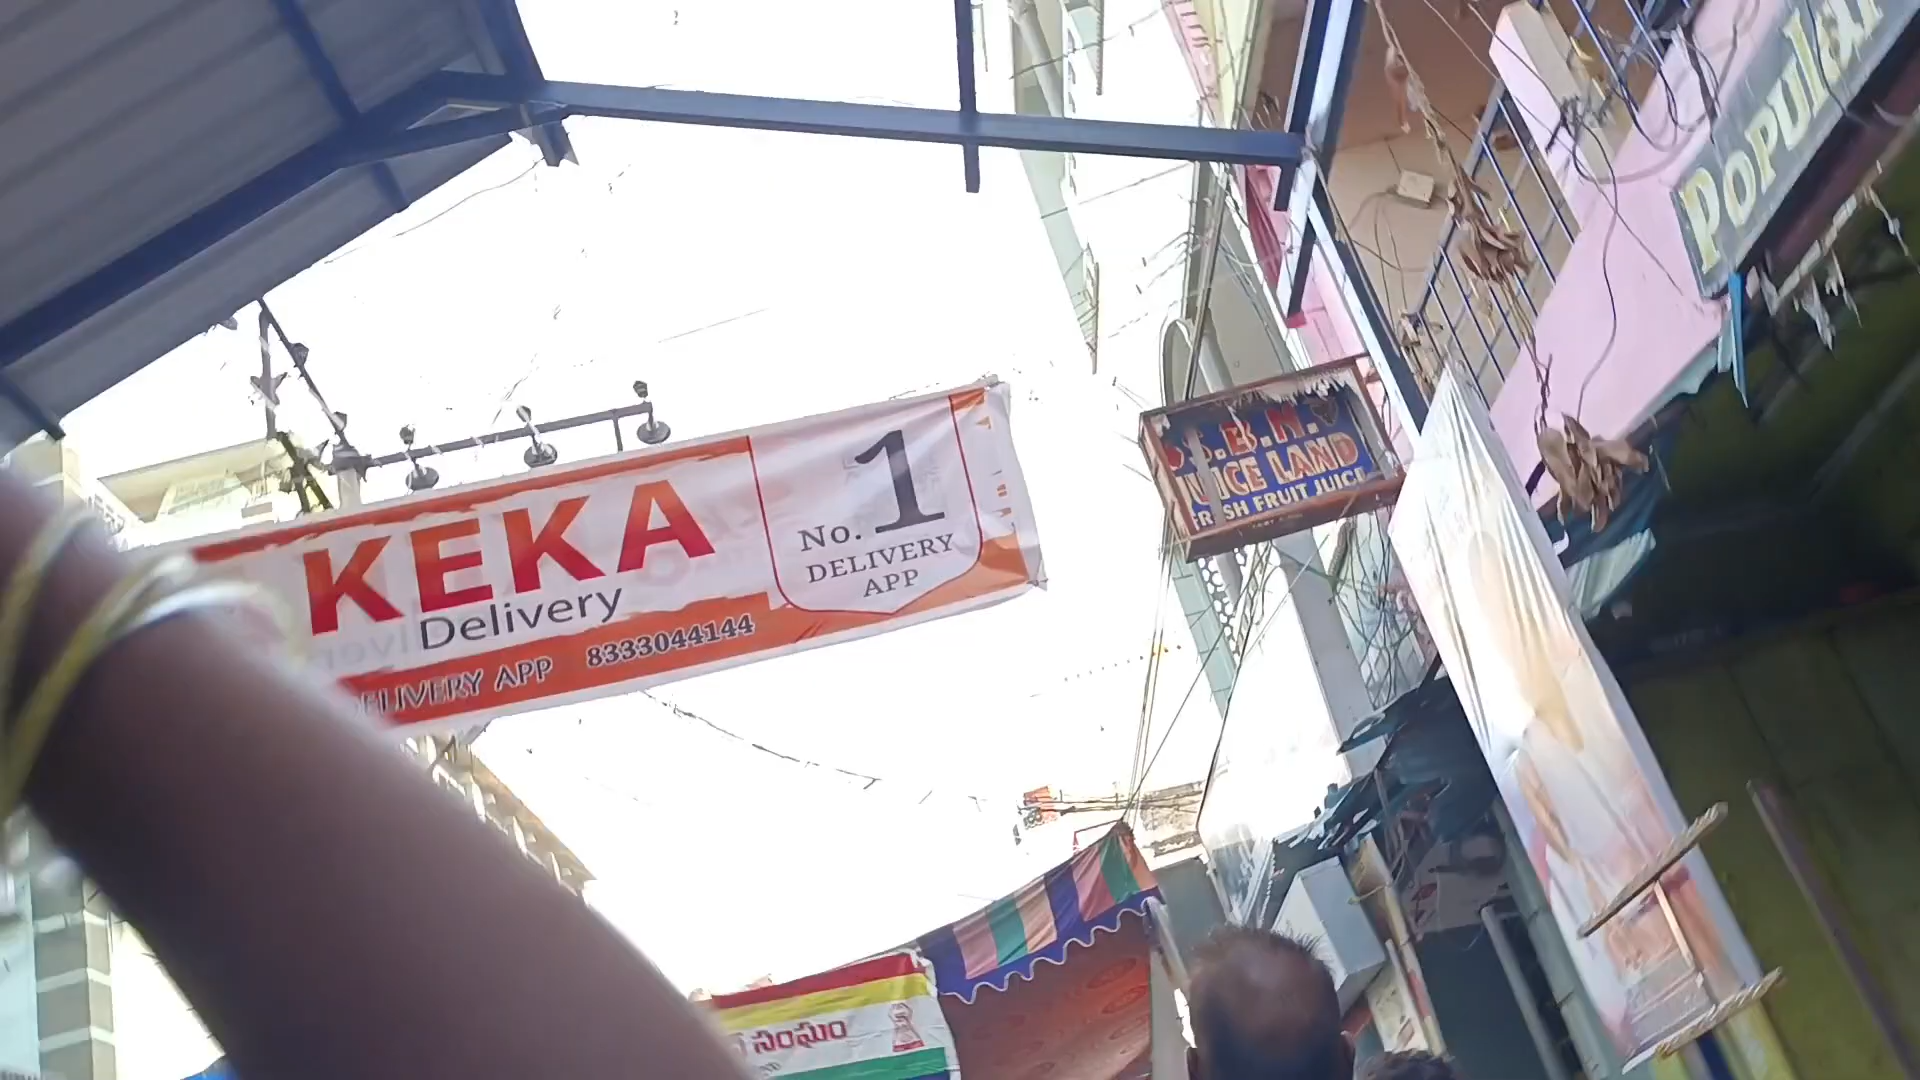 Popular
S.B.H.
JUICE LAND
FRESH FRUIT JUICE
KEKA
Delivery
DELIVERY APP 8333044144
No. 1
DELIVERY
APP
సంఘం